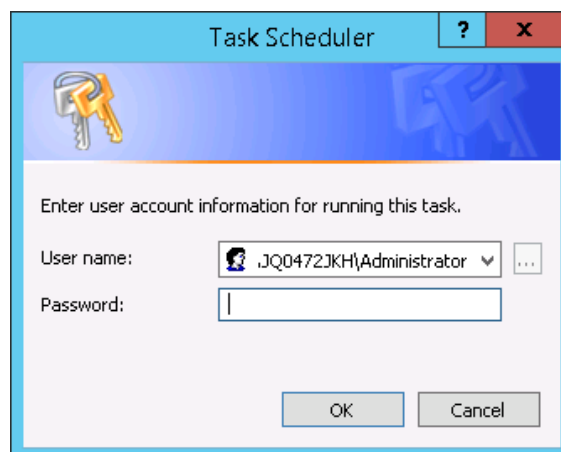 Task Scheduler
?
x
Enter user account information for running this task.
User name:
.JQ0472JKH\Administrator
...
Password:
OK
Cancel